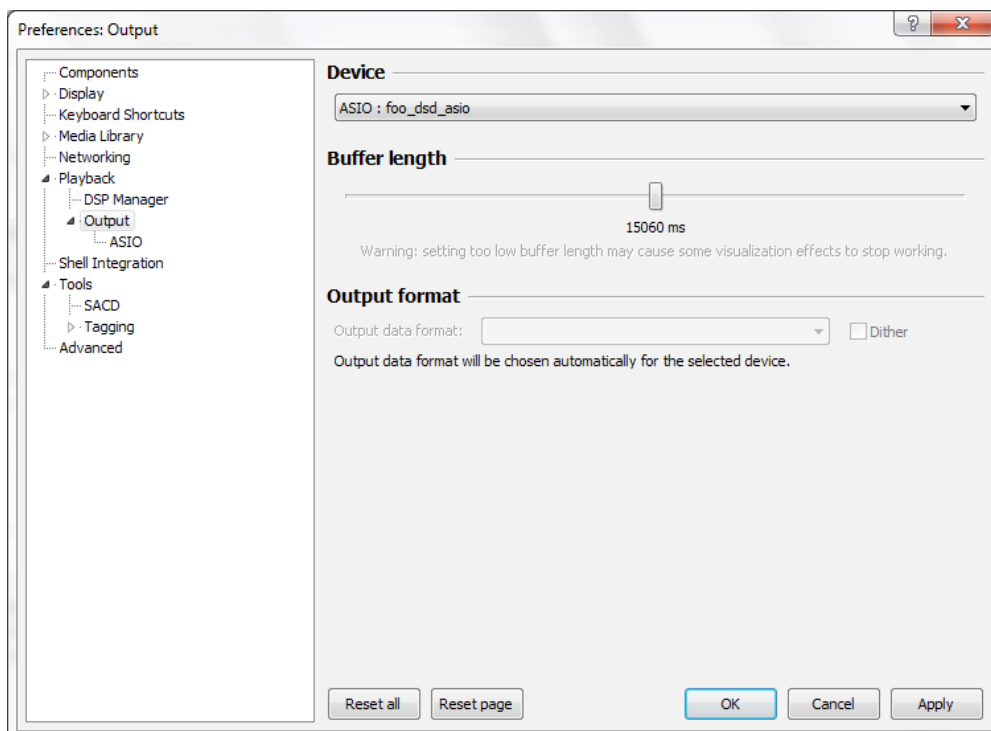 Preferences: Output
Components
Display
Keyboard Shortcuts
Media Library
Networking
Playback
DSP Manager
Output
ASIO
Shell Integration
Tools
SACD
Tagging
Advanced
Device
ASIO : foo_dsd_asio
Buffer length
15060 ms
Warning: setting too low buffer length may cause some visualization effects to stop working.
Output format
Output data format:
Dither
Output data format will be chosen automatically for the selected device.
Reset all
Reset page
OK
Cancel
Apply